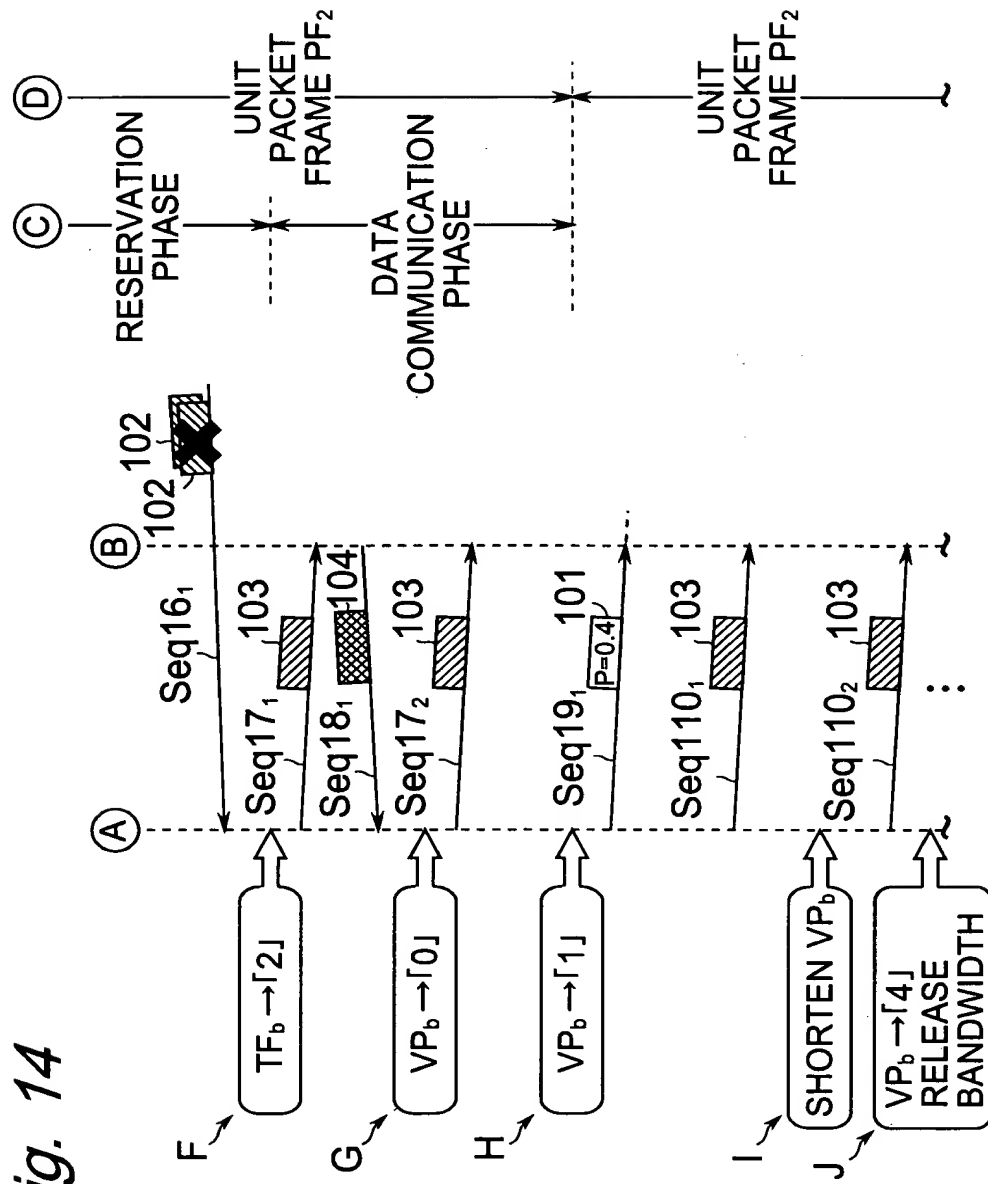 ig. 14
A
B
C
D
RESERVATION
PHASE
DATA
COMMUNICATION
PHASE
UNIT
PACKET
FRAME PF2
UNIT
PACKET
FRAME PF2
102
102
Seq16₁
F
TFb→「2」
Seq17₁
103
Seq18₁
104
G
VPb→「0」
Seq17₂
103
H
VPb→「1」
Seq19₁
101
P=0.4
Seq110₁
103
I
SHORTEN VPb
Seq110₂
103
J
VPb→「4」
RELEASE
BANDWIDTH